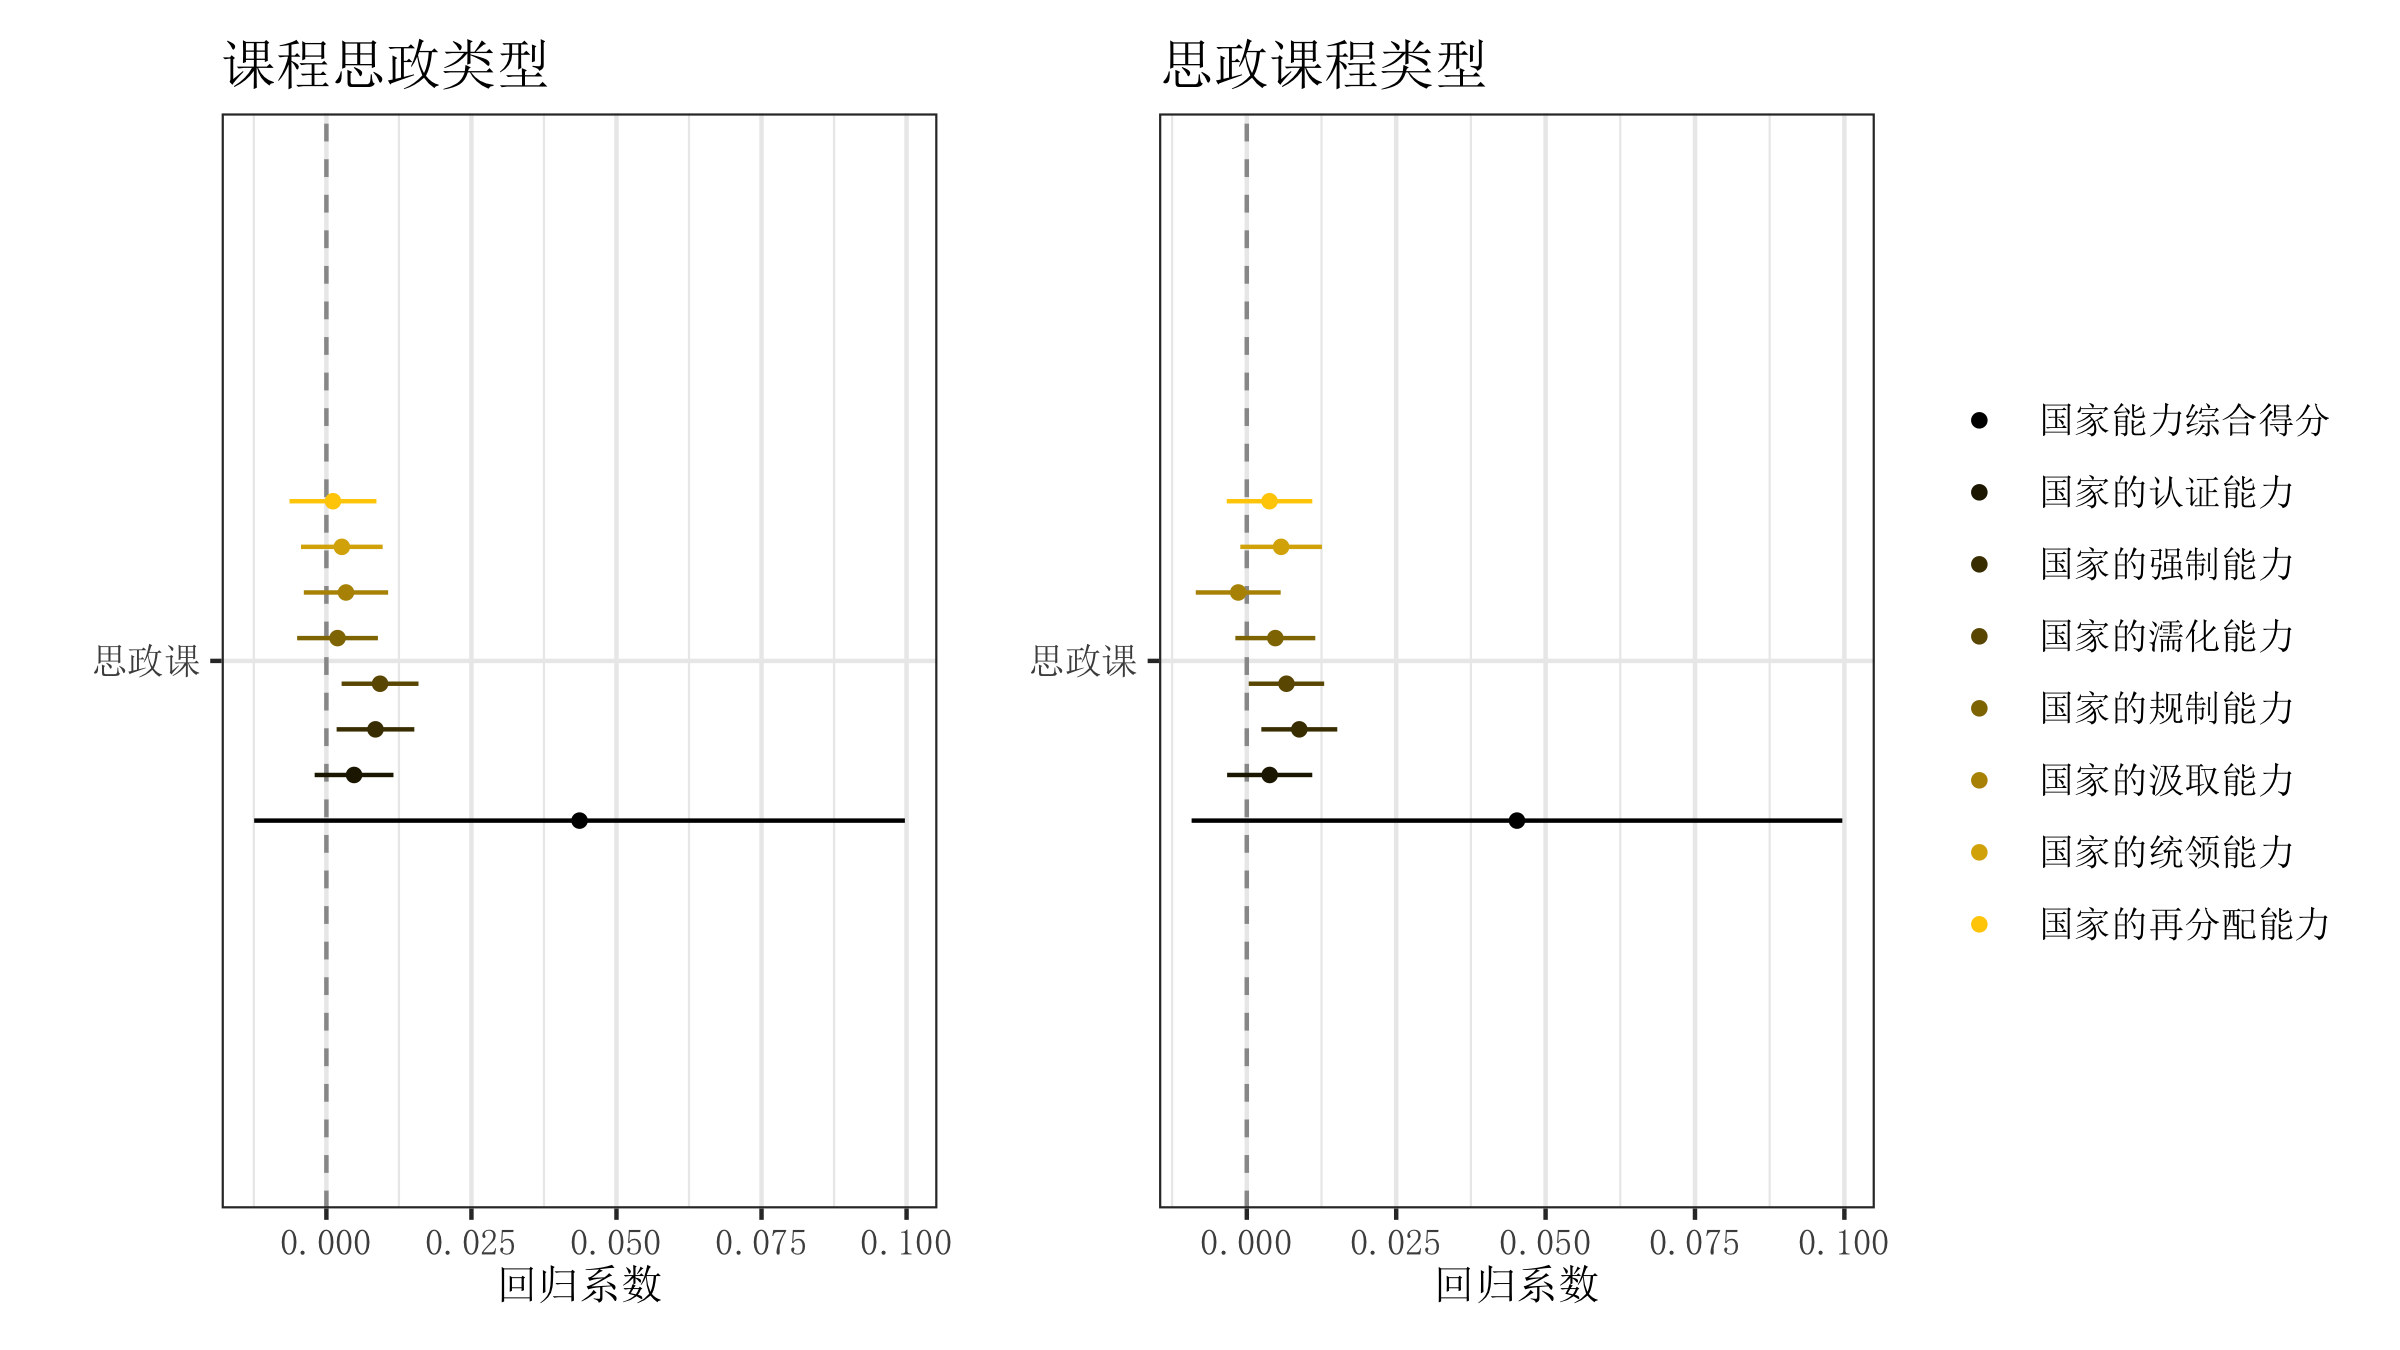 课程思政类型
思政课
0.000 0.025 0.050 0.075 0.100
回归系数
思政课程类型
思政课
0.000 0.025 0.050 0.075 0.100
回归系数
国家能力综合得分
国家的认证能力
国家的强制能力
国家的濡化能力
国家的规制能力
国家的汲取能力
国家的统领能力
国家的再分配能力